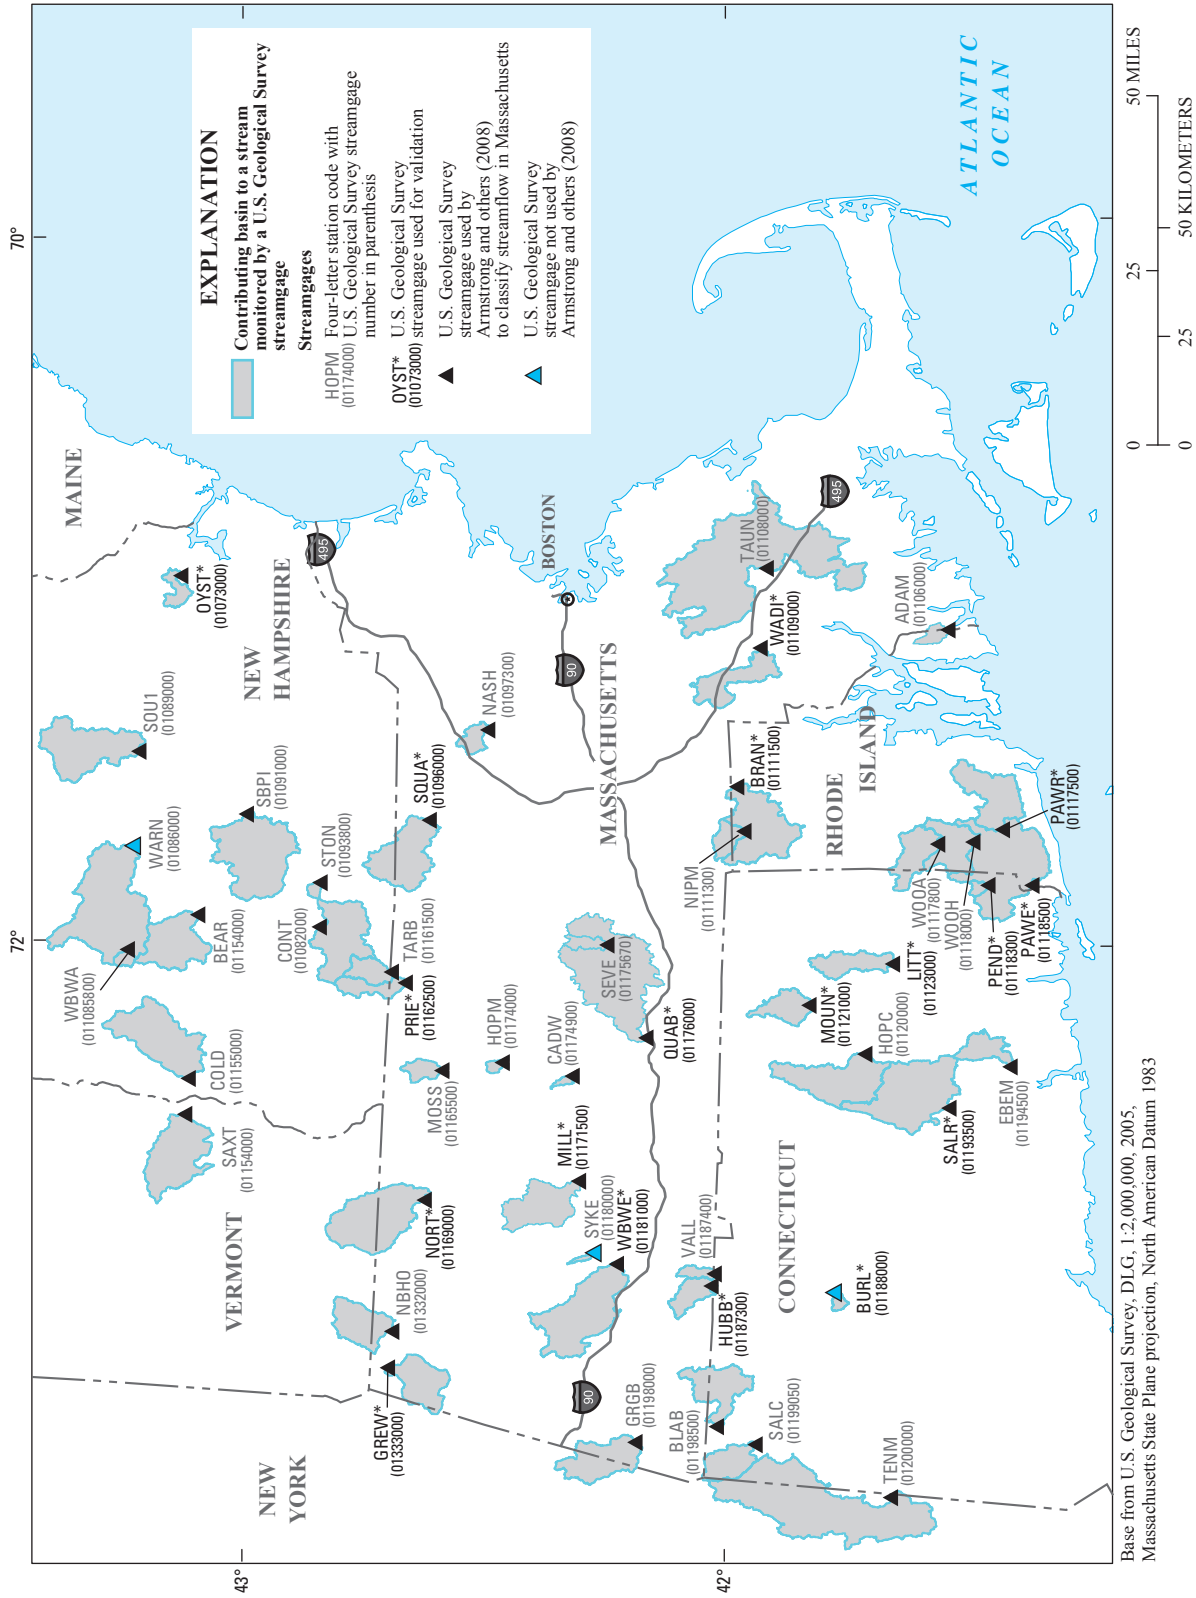 70°
72°
43°
42°
EXPLANATION
Contributing basin to a stream
monitored by a U.S. Geological Survey
streamgage
Streamgages
HOPM
(01174000)
Four-letter station code with
U.S. Geological Survey streamgage
number in parenthesis
OYST*
(01073000)
U.S. Geological Survey
streamgage used for validation
U.S. Geological Survey
streamgage used by
Armstrong and others (2008)
to classify streamflow in Massachusetts
U.S. Geological Survey
streamgage not used by
Armstrong and others (2008)
MAINE
NEW
HAMPSHIRE
VERMONT
NEW
YORK
MASSACHUSETTS
BOSTON
CONNECTICUT
RHODE
ISLAND
ATLANTIC
OCEAN
495
90
495
90
OYST*
(01073000)
SOU1
(01089000)
WARN
(01086000)
SBPI
(01091000)
WBWA
(011085800)
BEAR
(01154000)
CONT
(01082000)
STON
(01093800)
COLD
(01155000)
SAXT
(01154000)
TARB
(01161500)
PRIE*
(01162500)
SQUA*
(01096000)
NASH
(01097300)
MOSS
(01165500)
HOPM
(01174000)
CADW
(01174900)
SEVE
(01175670)
QUAB*
(01176000)
NORT*
(01169000)
NBHO
(01332000)
GREW*
(01333000)
MILL*
(01171500)
SYKE
(01180000)
WBWE*
(01181000)
GRGB
(01198000)
BLAB
(01198500)
SALC
(01199050)
TENM
(01200000)
VALL
(01187400)
HUBB*
(01187300)
BURL*
(01188000)
TAUN
(01108000)
WADI*
(01109000)
ADAM
(01106000)
BRAN*
(01111500)
NIPM
(01111300)
WOOA
(01117800)
WOOH
(01118000)
PEND*
(01118300)
PAWE*
(01118500)
PAWR*
(01117500)
LITT*
(01123000)
MOUN*
(01121000)
HOPC
(01120000)
SALR*
(01193500)
EBEM
(01194500)
0
25
50 MILES
0
25
50 KILOMETERS
Base from U.S. Geological Survey, DLG, 1:2,000,000, 2005,
Massachusetts State Plane projection, North American Datum 1983